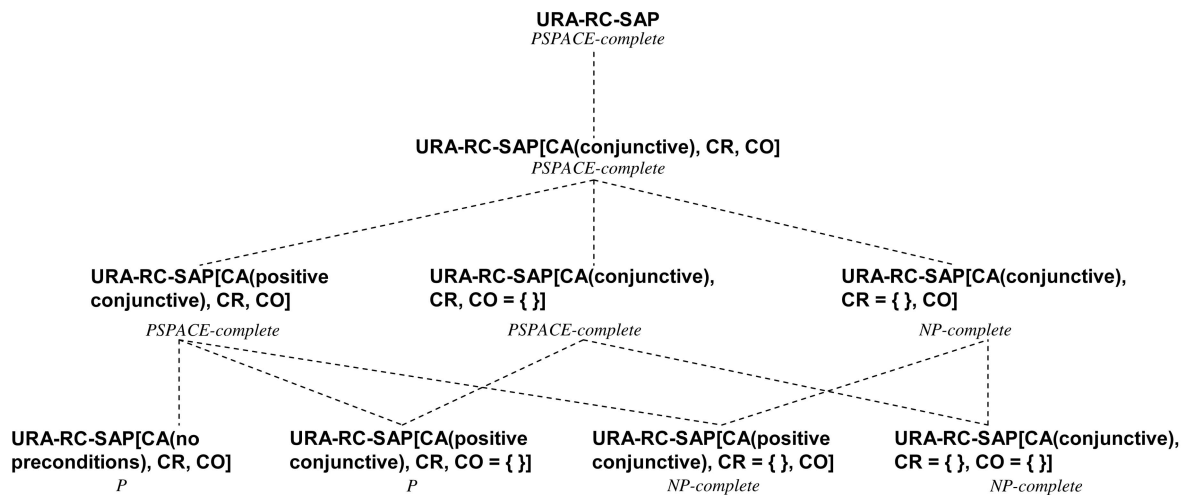 URA-RC-SAP
PSPACE-complete
URA-RC-SAP[CA(conjunctive), CR, CO]
PSPACE-complete
URA-RC-SAP[CA(positive
conjunctive), CR, CO]
PSPACE-complete
URA-RC-SAP[CA(conjunctive),
CR, CO = { }]
PSPACE-complete
URA-RC-SAP[CA(conjunctive),
CR = { }, CO]
NP-complete
URA-RC-SAP[CA(no
preconditions), CR, CO]
P
URA-RC-SAP[CA(positive
conjunctive), CR, CO = { }]
P
URA-RC-SAP[CA(positive
conjunctive), CR = { }, CO]
NP-complete
URA-RC-SAP[CA(conjunctive),
CR = { }, CO = { }]
NP-complete